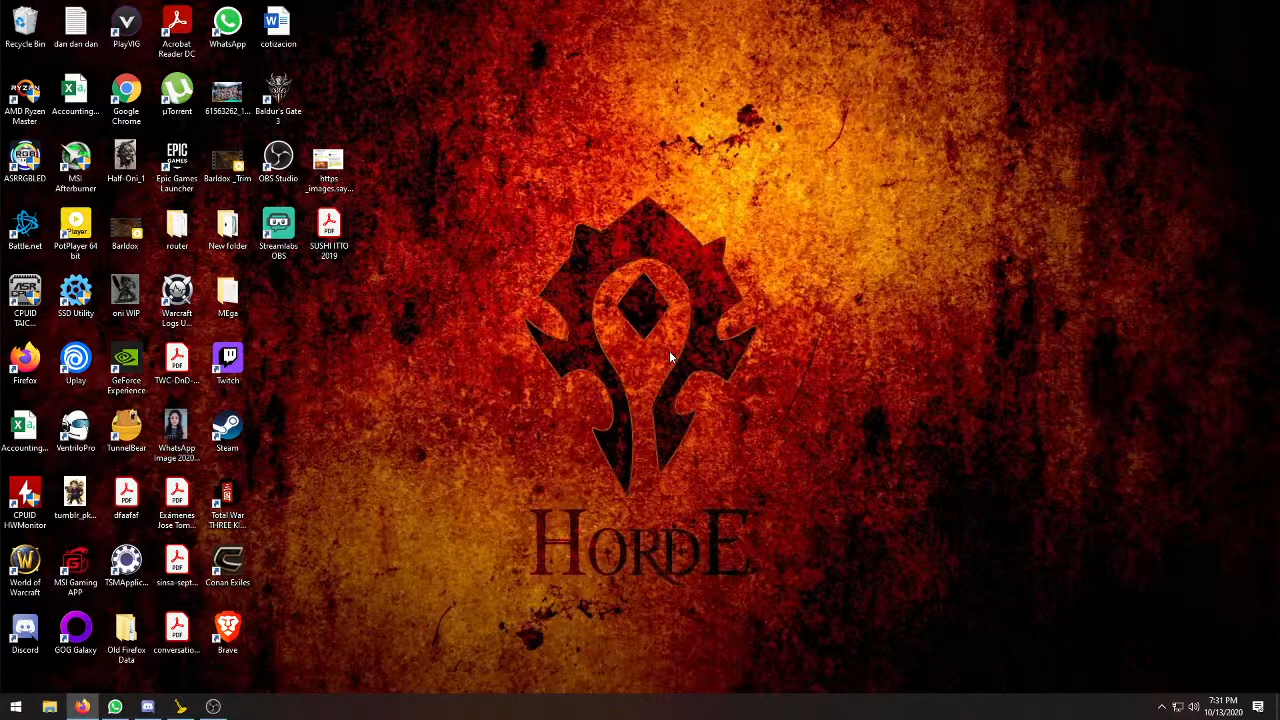 Recycle Bin
dan dan dan
PlayVIG
Acrobat
Reader DC
WhatsApp
cotizacion
AMD Ryzen
Master
Accounting...
Google
Chrome
µTorrent
61563262_1...
Baldur's Gate
3
ASRRGBLED
MSI
Afterburner
Half-Oni_1
Epic Games
Launcher
Barldox _Trim
OBS Studio
https
_images.say...
Battle.net
PotPlayer 64
bit
Barldox
router
New folder
Streamlabs
OBS
SUSHI ITTO
2019
CPUID
TAIC...
SSD Utility
oni WIP
Warcraft
Logs U...
MEga
Firefox
Uplay
GeForce
Experience
TWC-DnD-...
Twitch
Accounting...
VentriloPro
TunnelBear
WhatsApp
Image 2020...
Steam
CPUID
HWMonitor
tumblr_pk...
dfaafaf
Exámenes
Jose Tom...
Total War
THREE KI...
World of
Warcraft
MSI Gaming
APP
TSMApplic...
sinsa-sept...
Conan Exiles
Discord
GOG Galaxy
Old Firefox
Data
conversatio...
Brave
HORDE
7:31 PM
10/13/2020